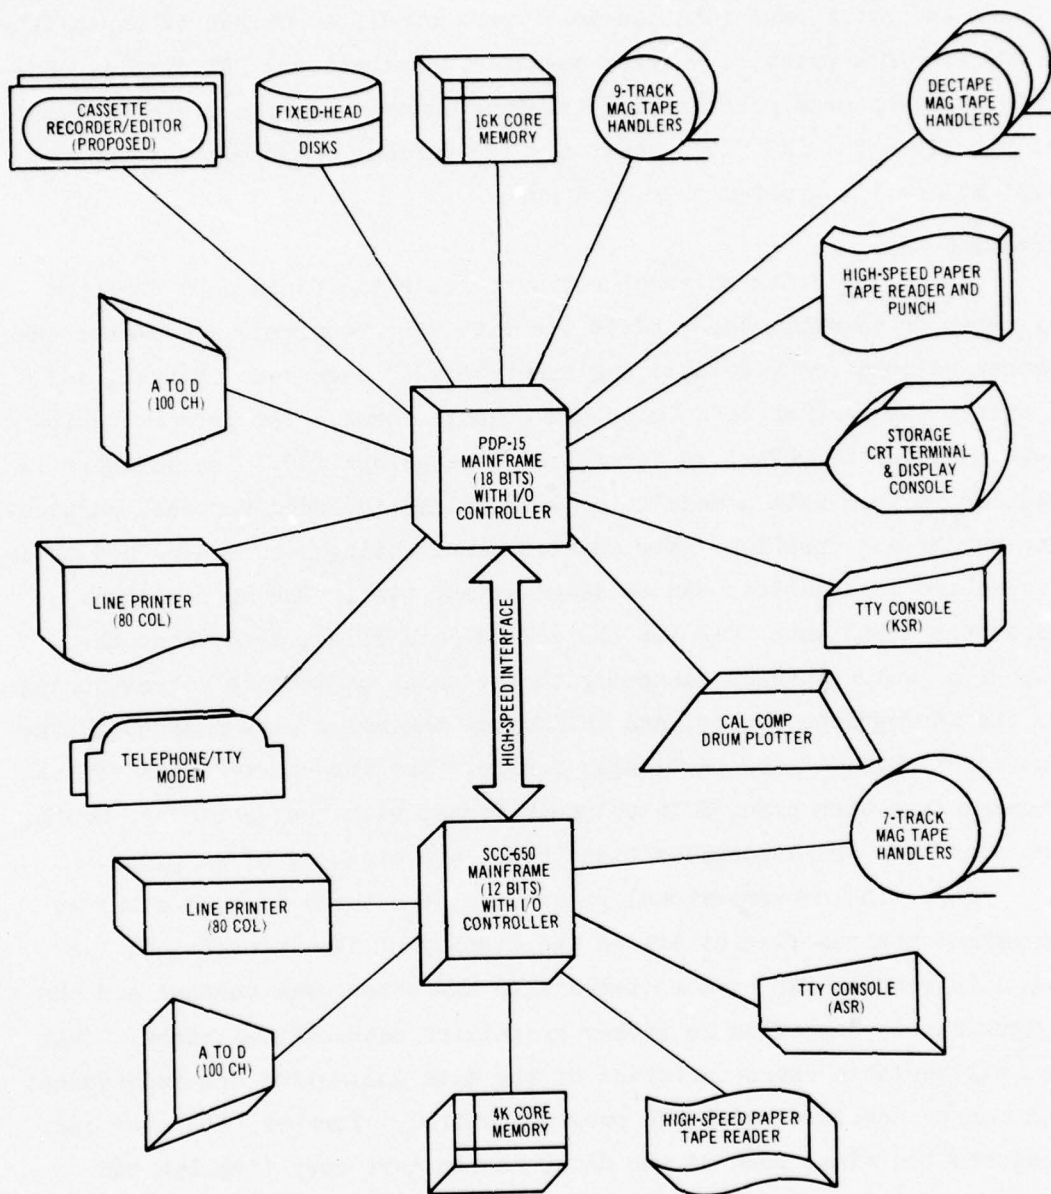 CASSETTE
RECORDER/EDITOR
(PROPOSED)
FIXED-HEAD
DISKS
16K CORE
MEMORY
9-TRACK
MAG TAPE
HANDLERS
DECTAPE
MAG TAPE
HANDLERS
HIGH-SPEED PAPER
TAPE READER AND
PUNCH
A TO D
(100 CH)
PDP-15
MAINFRAME
(18 BITS)
WITH I/O
CONTROLLER
STORAGE
CRT TERMINAL
& DISPLAY
CONSOLE
LINE PRINTER
(80 COL)
TTY CONSOLE
(KSR)
HIGH-SPEED INTERFACE
TELEPHONE/TTY
MODEM
CAL COMP
DRUM PLOTTER
SCC-650
MAINFRAME
(12 BITS)
WITH I/O
CONTROLLER
7-TRACK
MAG TAPE
HANDLERS
LINE PRINTER
(80 COL)
TTY CONSOLE
(ASR)
A TO D
(100 CH)
4K CORE
MEMORY
HIGH-SPEED PAPER
TAPE READER